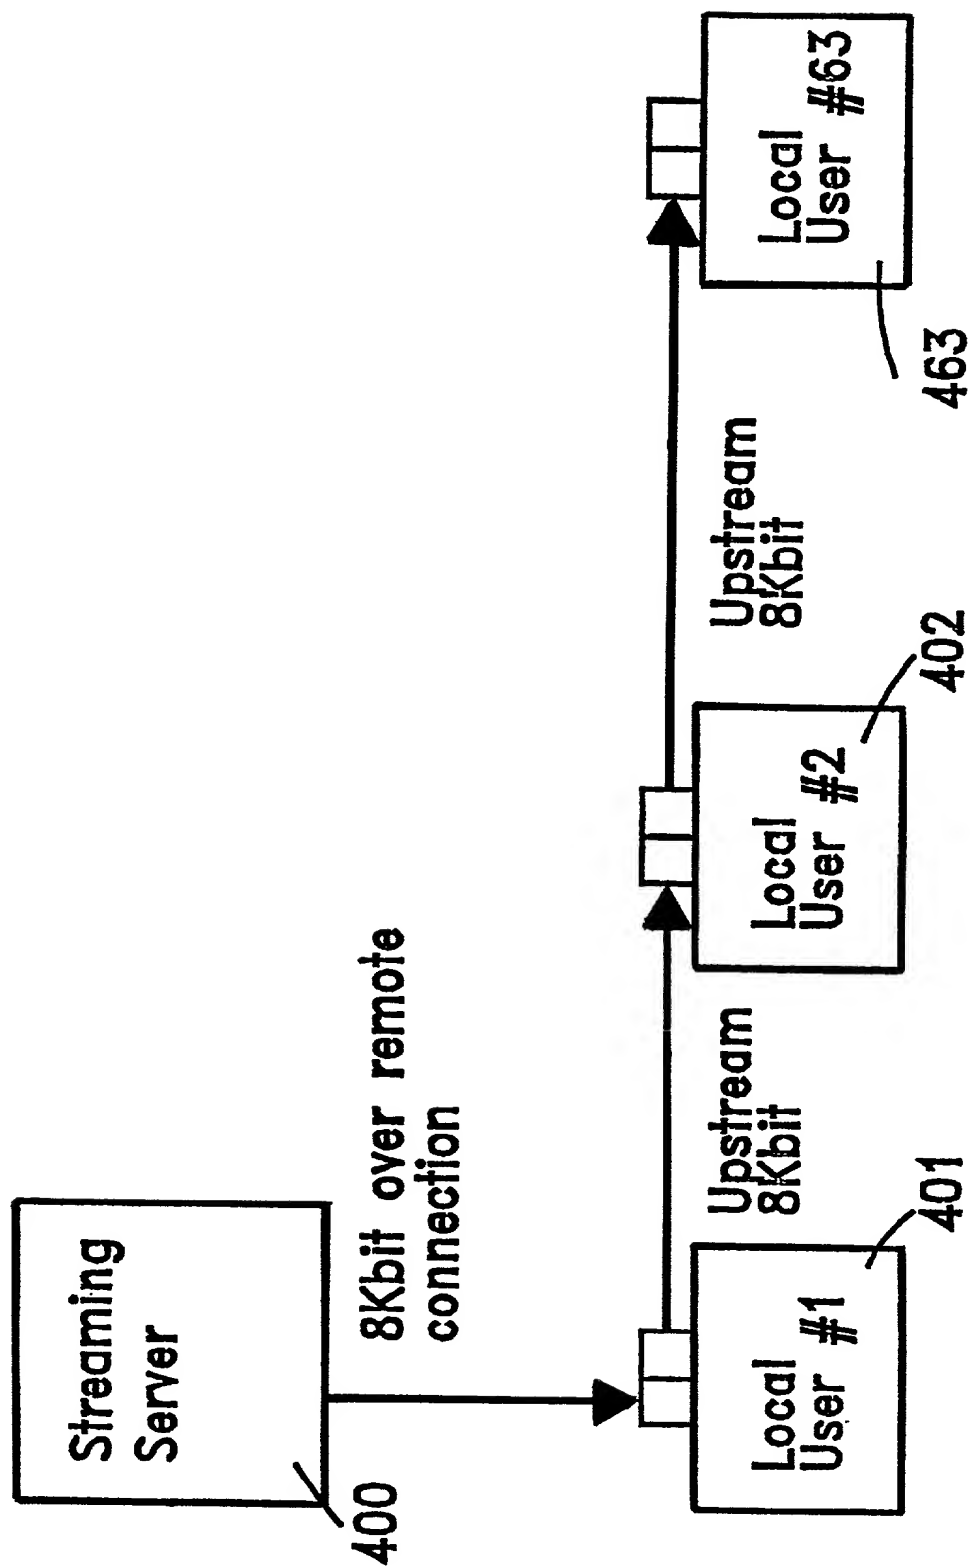 Streaming
Server
400
8Kbit over remote
connection
Local
User #1
401
Upstream
8Kbit
Local
User #2
402
Upstream
8Kbit
Local
User #63
463